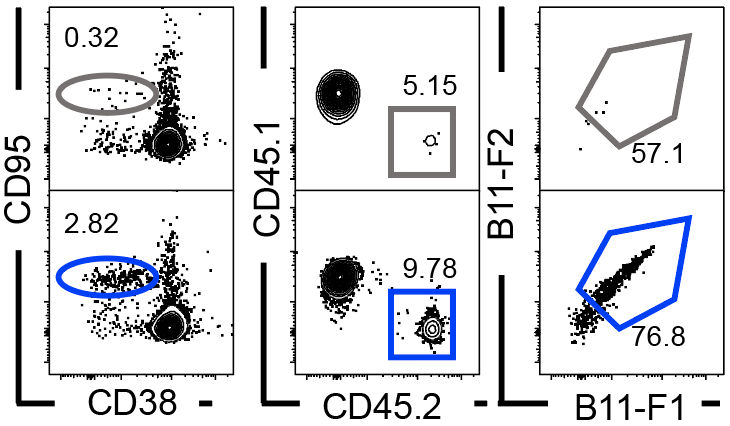 0.32
5.15
57.1
2.82
9.78
76.8
CD95
CD38
CD45.1
CD45.2
B11-F2
B11-F1